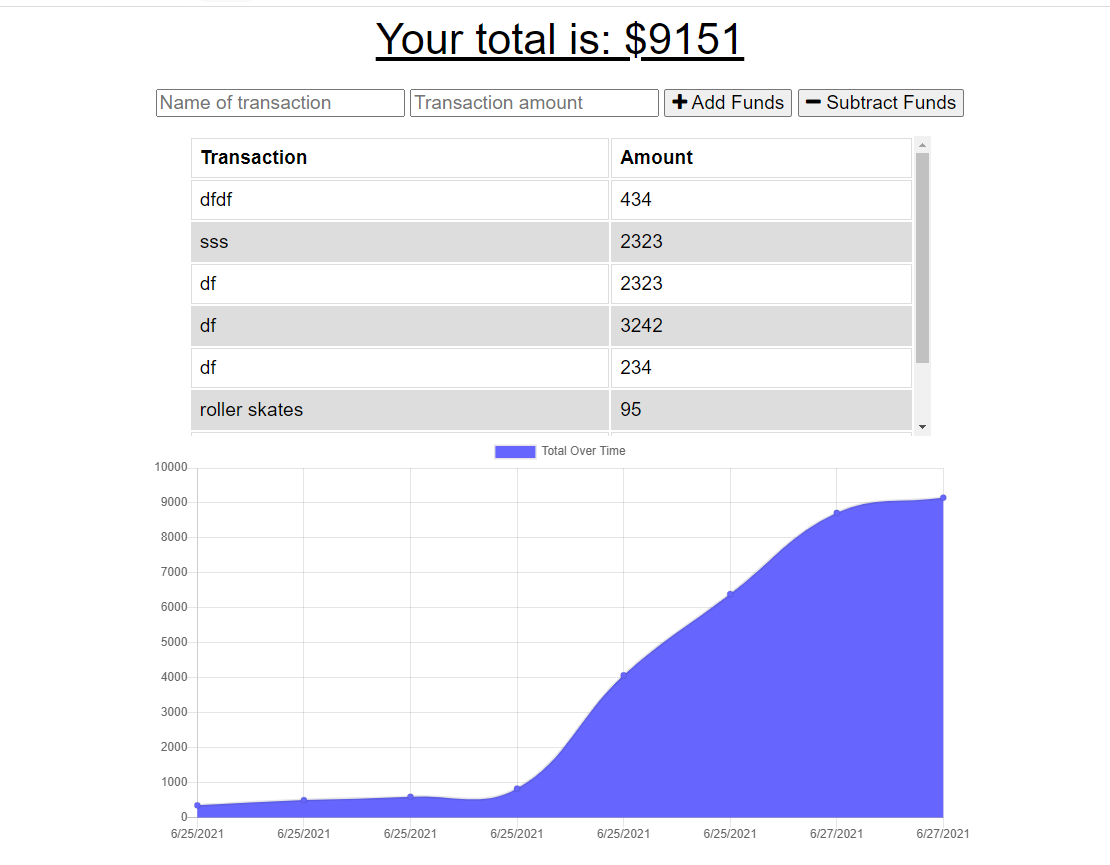 Your total is: $9151
Name of transaction Transaction amount Add Funds Subtract Funds
Transaction Amount
dfdf 434
sss 2323
df 2323
df 3242
df 234
roller skates 95
Total Over Time
10000
9000
8000
7000
6000
5000
4000
3000
2000
1000
0
6/25/2021 6/25/2021 6/25/2021 6/25/2021 6/25/2021 6/25/2021 6/27/2021 6/27/2021